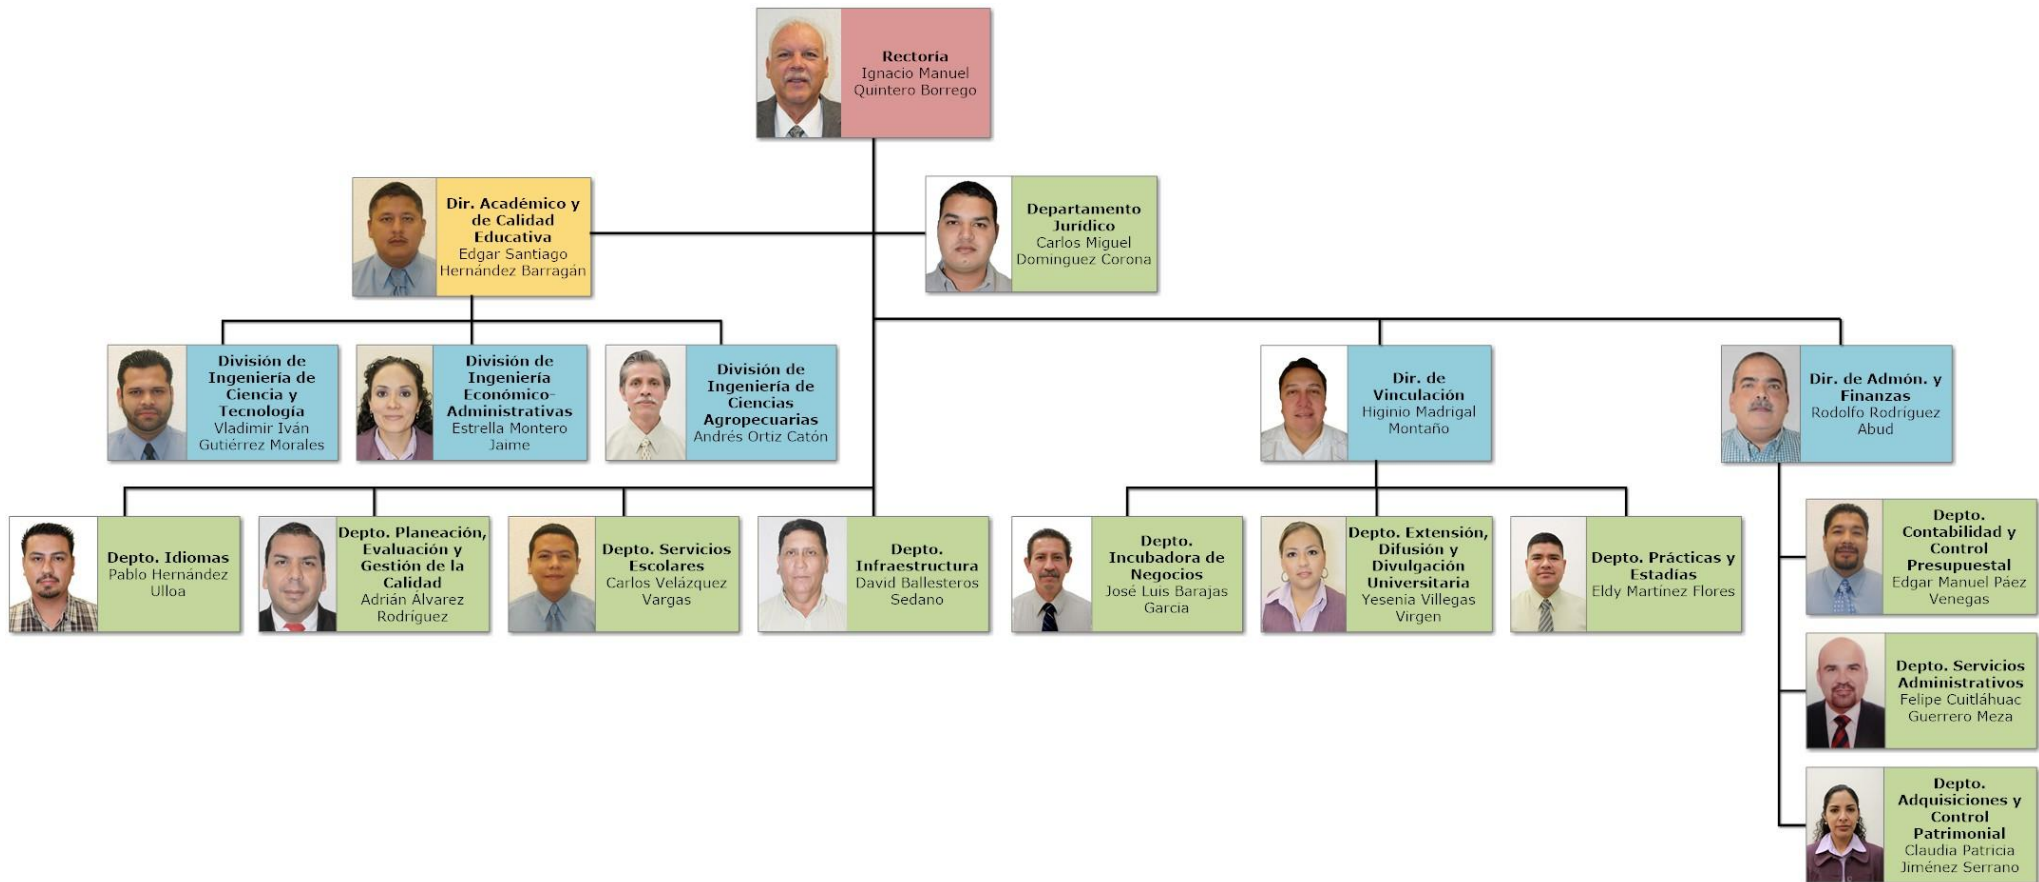 Rectoría
Ignacio Manuel
Quintero Borrego
Dir. Académico y
de Calidad
Educativa
Edgar Santiago
Hernández Barragán
Departamento
Jurídico
Carlos Miguel
Dominguez Corona
División de
Ingeniería de
Ciencia y
Tecnología
Vladimir Iván
Gutiérrez Morales
División de
Ingeniería
Económico-
Administrativas
Estrella Montero
Jaime
División de
Ingeniería de
Ciencias
Agropecuarias
Andrés Ortiz Catón
Dir. de
Vinculación
Higinio Madrigal
Montaño
Dir. de Admón. y
Finanzas
Rodolfo Rodríguez
Abud
Depto. Idiomas
Pablo Hernández
Ulloa
Depto. Planeación,
Evaluación y
Gestión de la
Calidad
Adrián Álvarez
Rodríguez
Depto. Servicios
Escolares
Carlos Velázquez
Vargas
Depto.
Infraestructura
David Ballesteros
Sedano
Depto.
Incubadora de
Negocios
José Luis Barajas
Garcia
Depto. Extensión,
Difusión y
Divulgación
Universitaria
Yesenia Villegas
Virgen
Depto. Prácticas y
Estadías
Eldy Martínez Flores
Depto.
Contabilidad y
Control
Presupuestal
Edgar Manuel Páez
Venegas
Depto. Servicios
Administrativos
Felipe Cuitláhuac
Guerrero Meza
Depto.
Adquisiciones y
Control
Patrimonial
Claudia Patricia
Jiménez Serrano